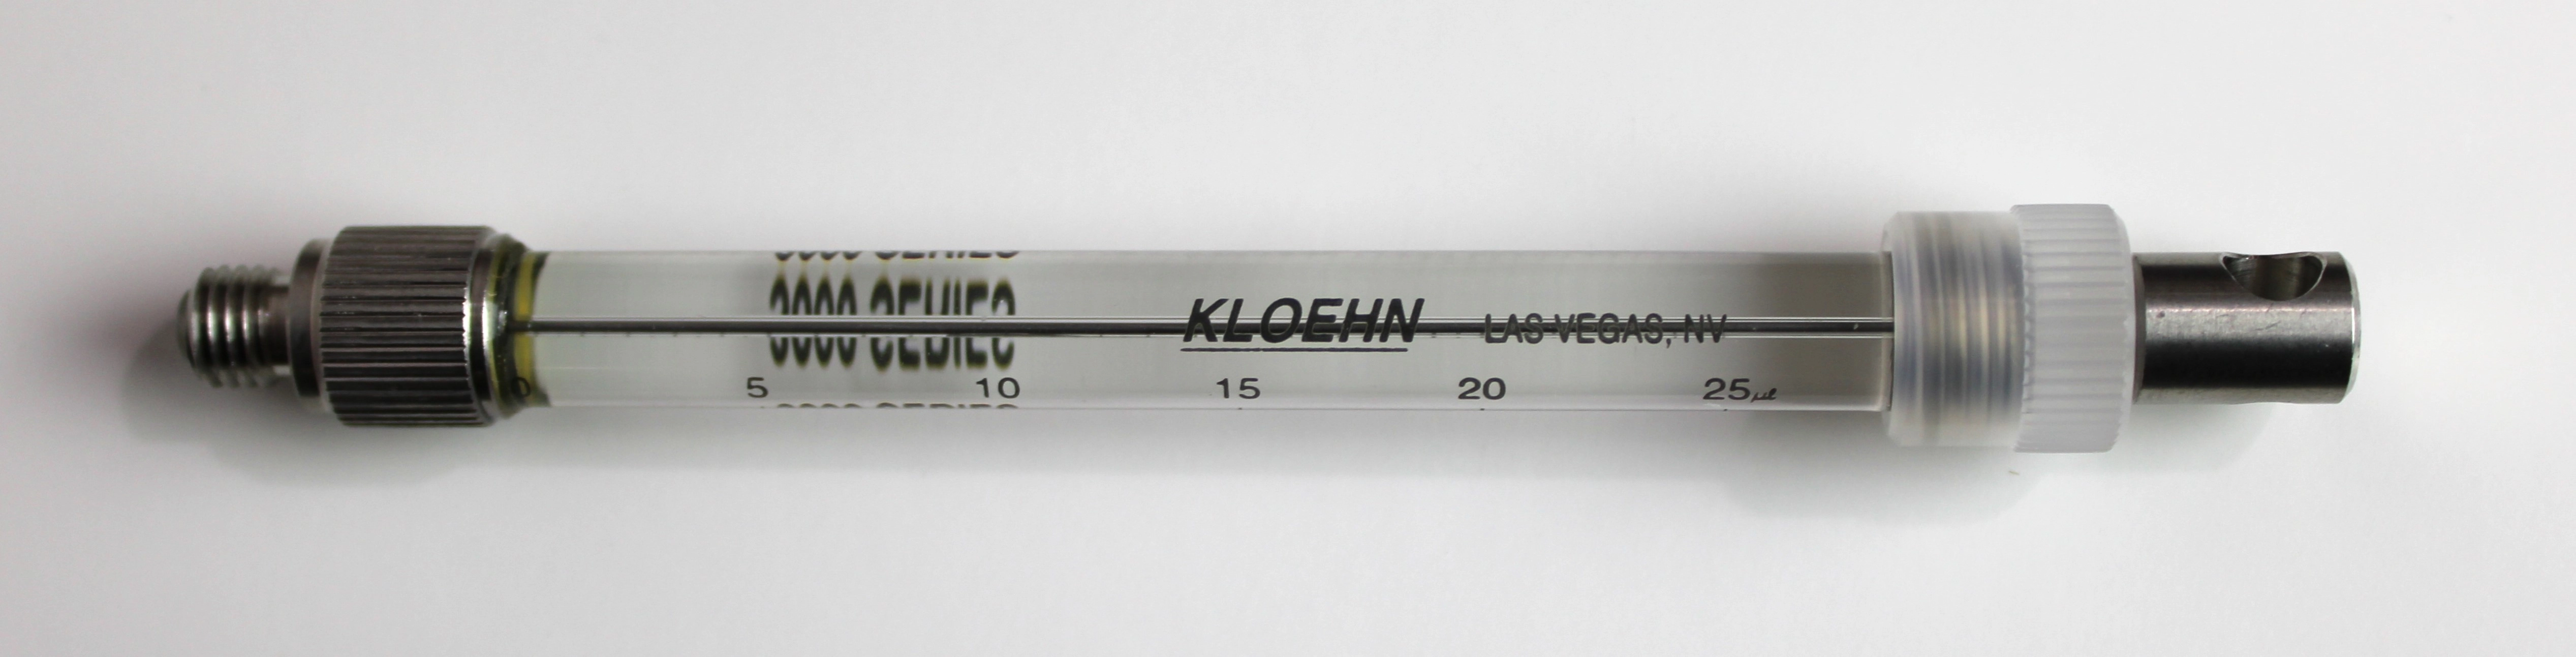 KLOEHN LAS VEGAS, NV
0 5 10 15 20 25µl